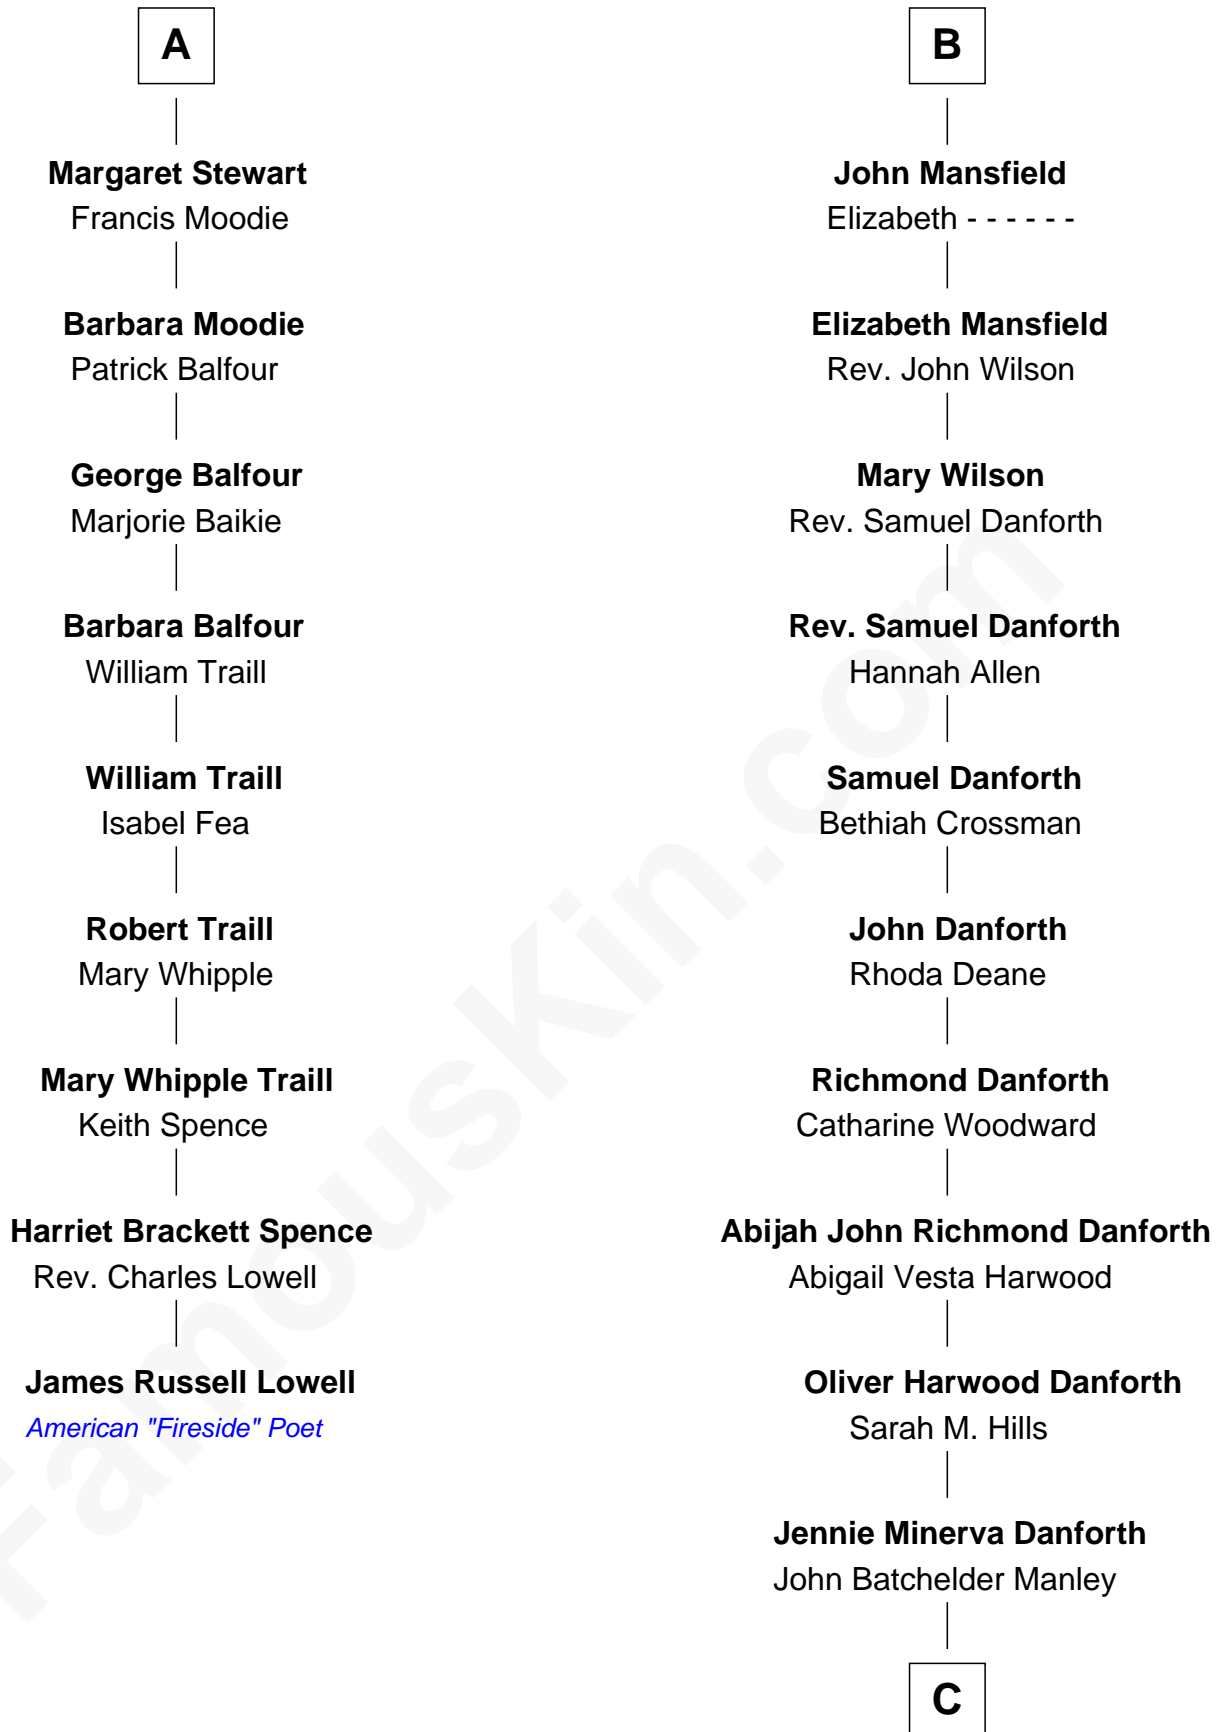 A
Margaret Stewart
Francis Moodie
Barbara Moodie
Patrick Balfour
George Balfour
Marjorie Baikie
Barbara Balfour
William Traill
William Traill
Isabel Fea
Robert Traill
Mary Whipple
Mary Whipple Traill
Keith Spence
Harriet Brackett Spence
Rev. Charles Lowell
James Russell Lowell
American "Fireside" Poet
B
John Mansfield
Elizabeth - - - - - -
Elizabeth Mansfield
Rev. John Wilson
Mary Wilson
Rev. Samuel Danforth
Rev. Samuel Danforth
Hannah Allen
Samuel Danforth
Bethiah Crossman
John Danforth
Rhoda Deane
Richmond Danforth
Catharine Woodward
Abijah John Richmond Danforth
Abigail Vesta Harwood
Oliver Harwood Danforth
Sarah M. Hills
Jennie Minerva Danforth
John Batchelder Manley
C
FamousKin.com